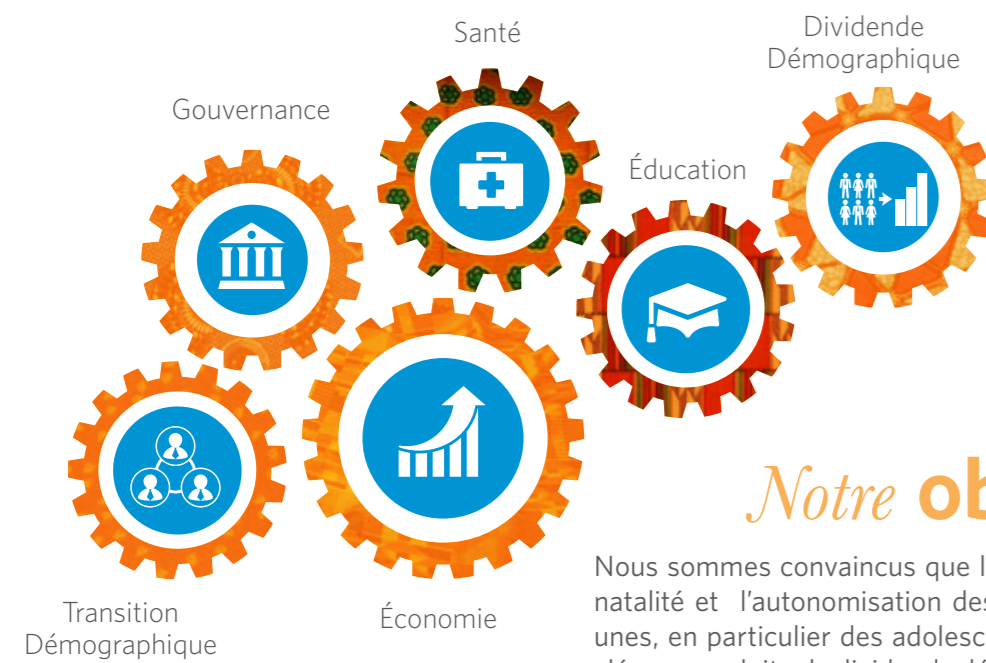 Santé
Dividende
Démographique
Gouvernance
Éducation
Transition
Démographique
Économie
Notre
Nous sommes convaincus que
natalité et l'autonomisation des
unes, en particulier des